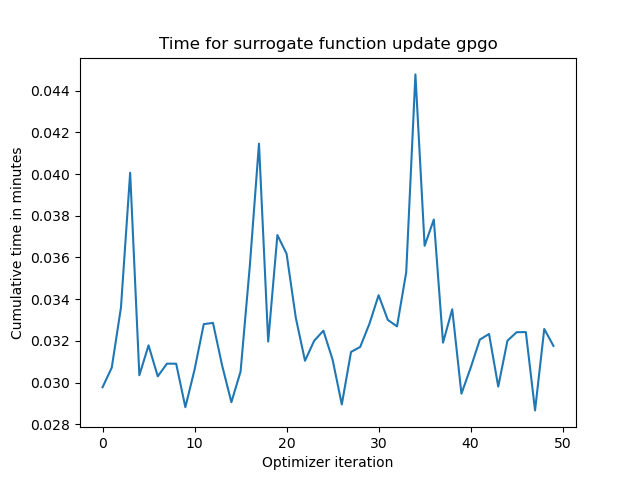 Time for surrogate function update gpgo
Cumulative time in minutes
0.044
0.042
0.040
0.038
0.036
0.034
0.032
0.030
0.028
0 10 20 30 40 50
Optimizer iteration